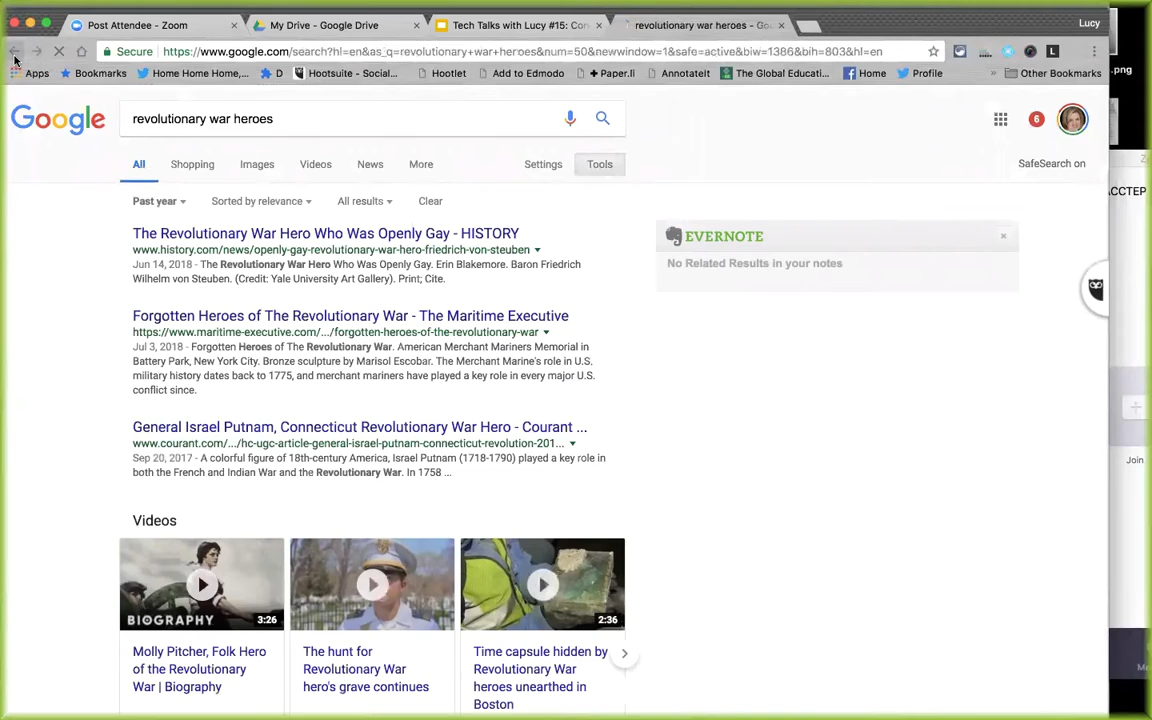 Post Attendee - Zoom
My Drive - Google Drive
Tech Talks with Lucy #15: Con
revolutionary war heroes - Goo
Lucy
Secure
https://www.google.com/search?hl=en&as_q=revolutionary+war+heroes&num=50&newwindow=1&safe=active&biw=1386&bih=803&hl=en
L
.png
Apps
Bookmarks
Home Home Home,...
D
Hootsuite - Social...
Hootlet
Add to Edmodo
+ Paper.li
AnnotateIt
The Global Educati...
Home
Profile
»
Other Bookmarks
Google
revolutionary war heroes
6
All
Shopping
Images
Videos
News
More
Settings
Tools
SafeSearch on
ACCTEP
Past year
Sorted by relevance
All results
Clear
The Revolutionary War Hero Who Was Openly Gay - HISTORY
www.history.com/news/openly-gay-revolutionary-war-hero-friedrich-von-steuben
Jun 14, 2018 - The Revolutionary War Hero Who Was Openly Gay. Erin Blakemore. Baron Friedrich
Wilhelm von Steuben. (Credit: Yale University Art Gallery). Print; Cite.
EVERNOTE
No Related Results in your notes
Forgotten Heroes of The Revolutionary War - The Maritime Executive
https://www.maritime-executive.com/.../forgotten-heroes-of-the-revolutionary-war
Jul 3, 2018 - Forgotten Heroes of The Revolutionary War. American Merchant Mariners Memorial in
Battery Park, New York City. Bronze sculpture by Marisol Escobar. The Merchant Marine's role in U.S.
military history dates back to 1775, and merchant mariners have played a key role in every major U.S.
conflict since.
General Israel Putnam, Connecticut Revolutionary War Hero - Courant ...
www.courant.com/.../hc-ugc-article-general-israel-putnam-connecticut-revolution-201...
Sep 20, 2017 - A colorful figure of 18th-century America, Israel Putnam (1718-1790) played a key role in
both the French and Indian War and the Revolutionary War. In 1758 ...
Join
Videos
BIOGRAPHY
3:26
2:36
Molly Pitcher, Folk Hero
of the Revolutionary
War | Biography
The hunt for
Revolutionary War
hero's grave continues
Time capsule hidden by
Revolutionary War
heroes unearthed in
Boston